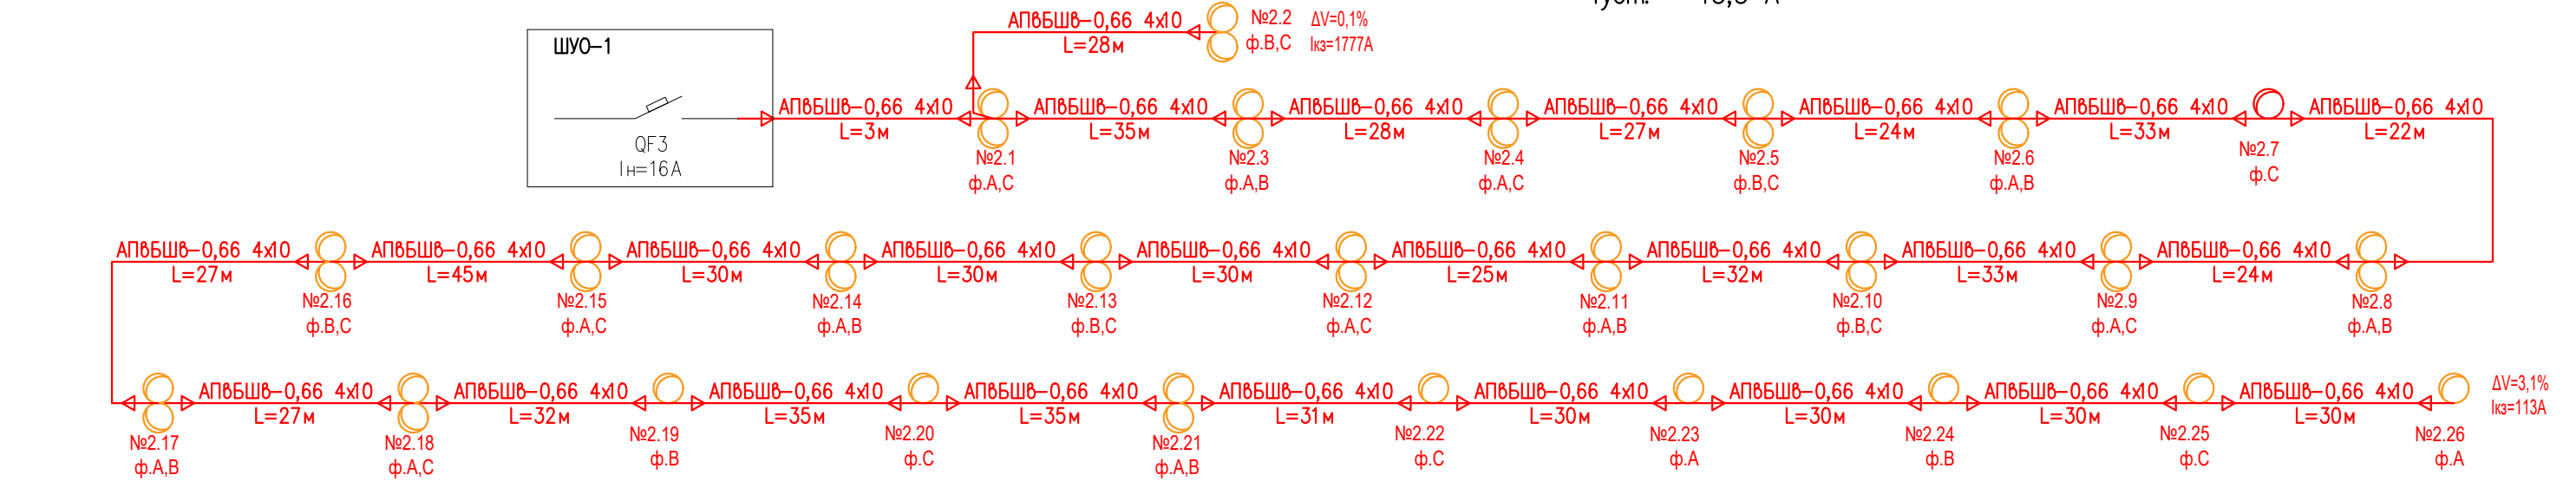 ШУО-1
QF3
Iн=16А
АПвБШв-0,66 4х10
L=28м
№2.2
ф.В,С
ΔV=0,1%
Iкз=1777А
АПвБШв-0,66 4х10
L=3м
№2.1
ф.А,С
АПвБШв-0,66 4х10
L=35м
№2.3
ф.А,В
АПвБШв-0,66 4х10
L=28м
№2.4
ф.А,С
АПвБШв-0,66 4х10
L=27м
№2.5
ф.В,С
АПвБШв-0,66 4х10
L=24м
№2.6
ф.А,В
АПвБШв-0,66 4х10
L=33м
№2.7
ф.С
АПвБШв-0,66 4х10
L=22м
АПвБШв-0,66 4х10
L=27м
№2.16
ф.В,С
АПвБШв-0,66 4х10
L=45м
№2.15
ф.А,С
АПвБШв-0,66 4х10
L=30м
№2.14
ф.А,В
АПвБШв-0,66 4х10
L=30м
№2.13
ф.В,С
АПвБШв-0,66 4х10
L=30м
№2.12
ф.А,С
АПвБШв-0,66 4х10
L=25м
№2.11
ф.А,В
АПвБШв-0,66 4х10
L=32м
№2.10
ф.В,С
АПвБШв-0,66 4х10
L=33м
№2.9
ф.А,С
АПвБШв-0,66 4х10
L=24м
№2.8
ф.А,В
№2.17
ф.А,В
АПвБШв-0,66 4х10
L=27м
№2.18
ф.А,С
АПвБШв-0,66 4х10
L=32м
№2.19
ф.В
АПвБШв-0,66 4х10
L=35м
№2.20
ф.С
АПвБШв-0,66 4х10
L=35м
№2.21
ф.А,В
АПвБШв-0,66 4х10
L=31м
№2.22
ф.С
АПвБШв-0,66 4х10
L=30м
№2.23
ф.А
АПвБШв-0,66 4х10
L=30м
№2.24
ф.В
АПвБШв-0,66 4х10
L=30м
№2.25
ф.С
АПвБШв-0,66 4х10
L=30м
№2.26
ф.А
ΔV=3,1%
Iкз=113А